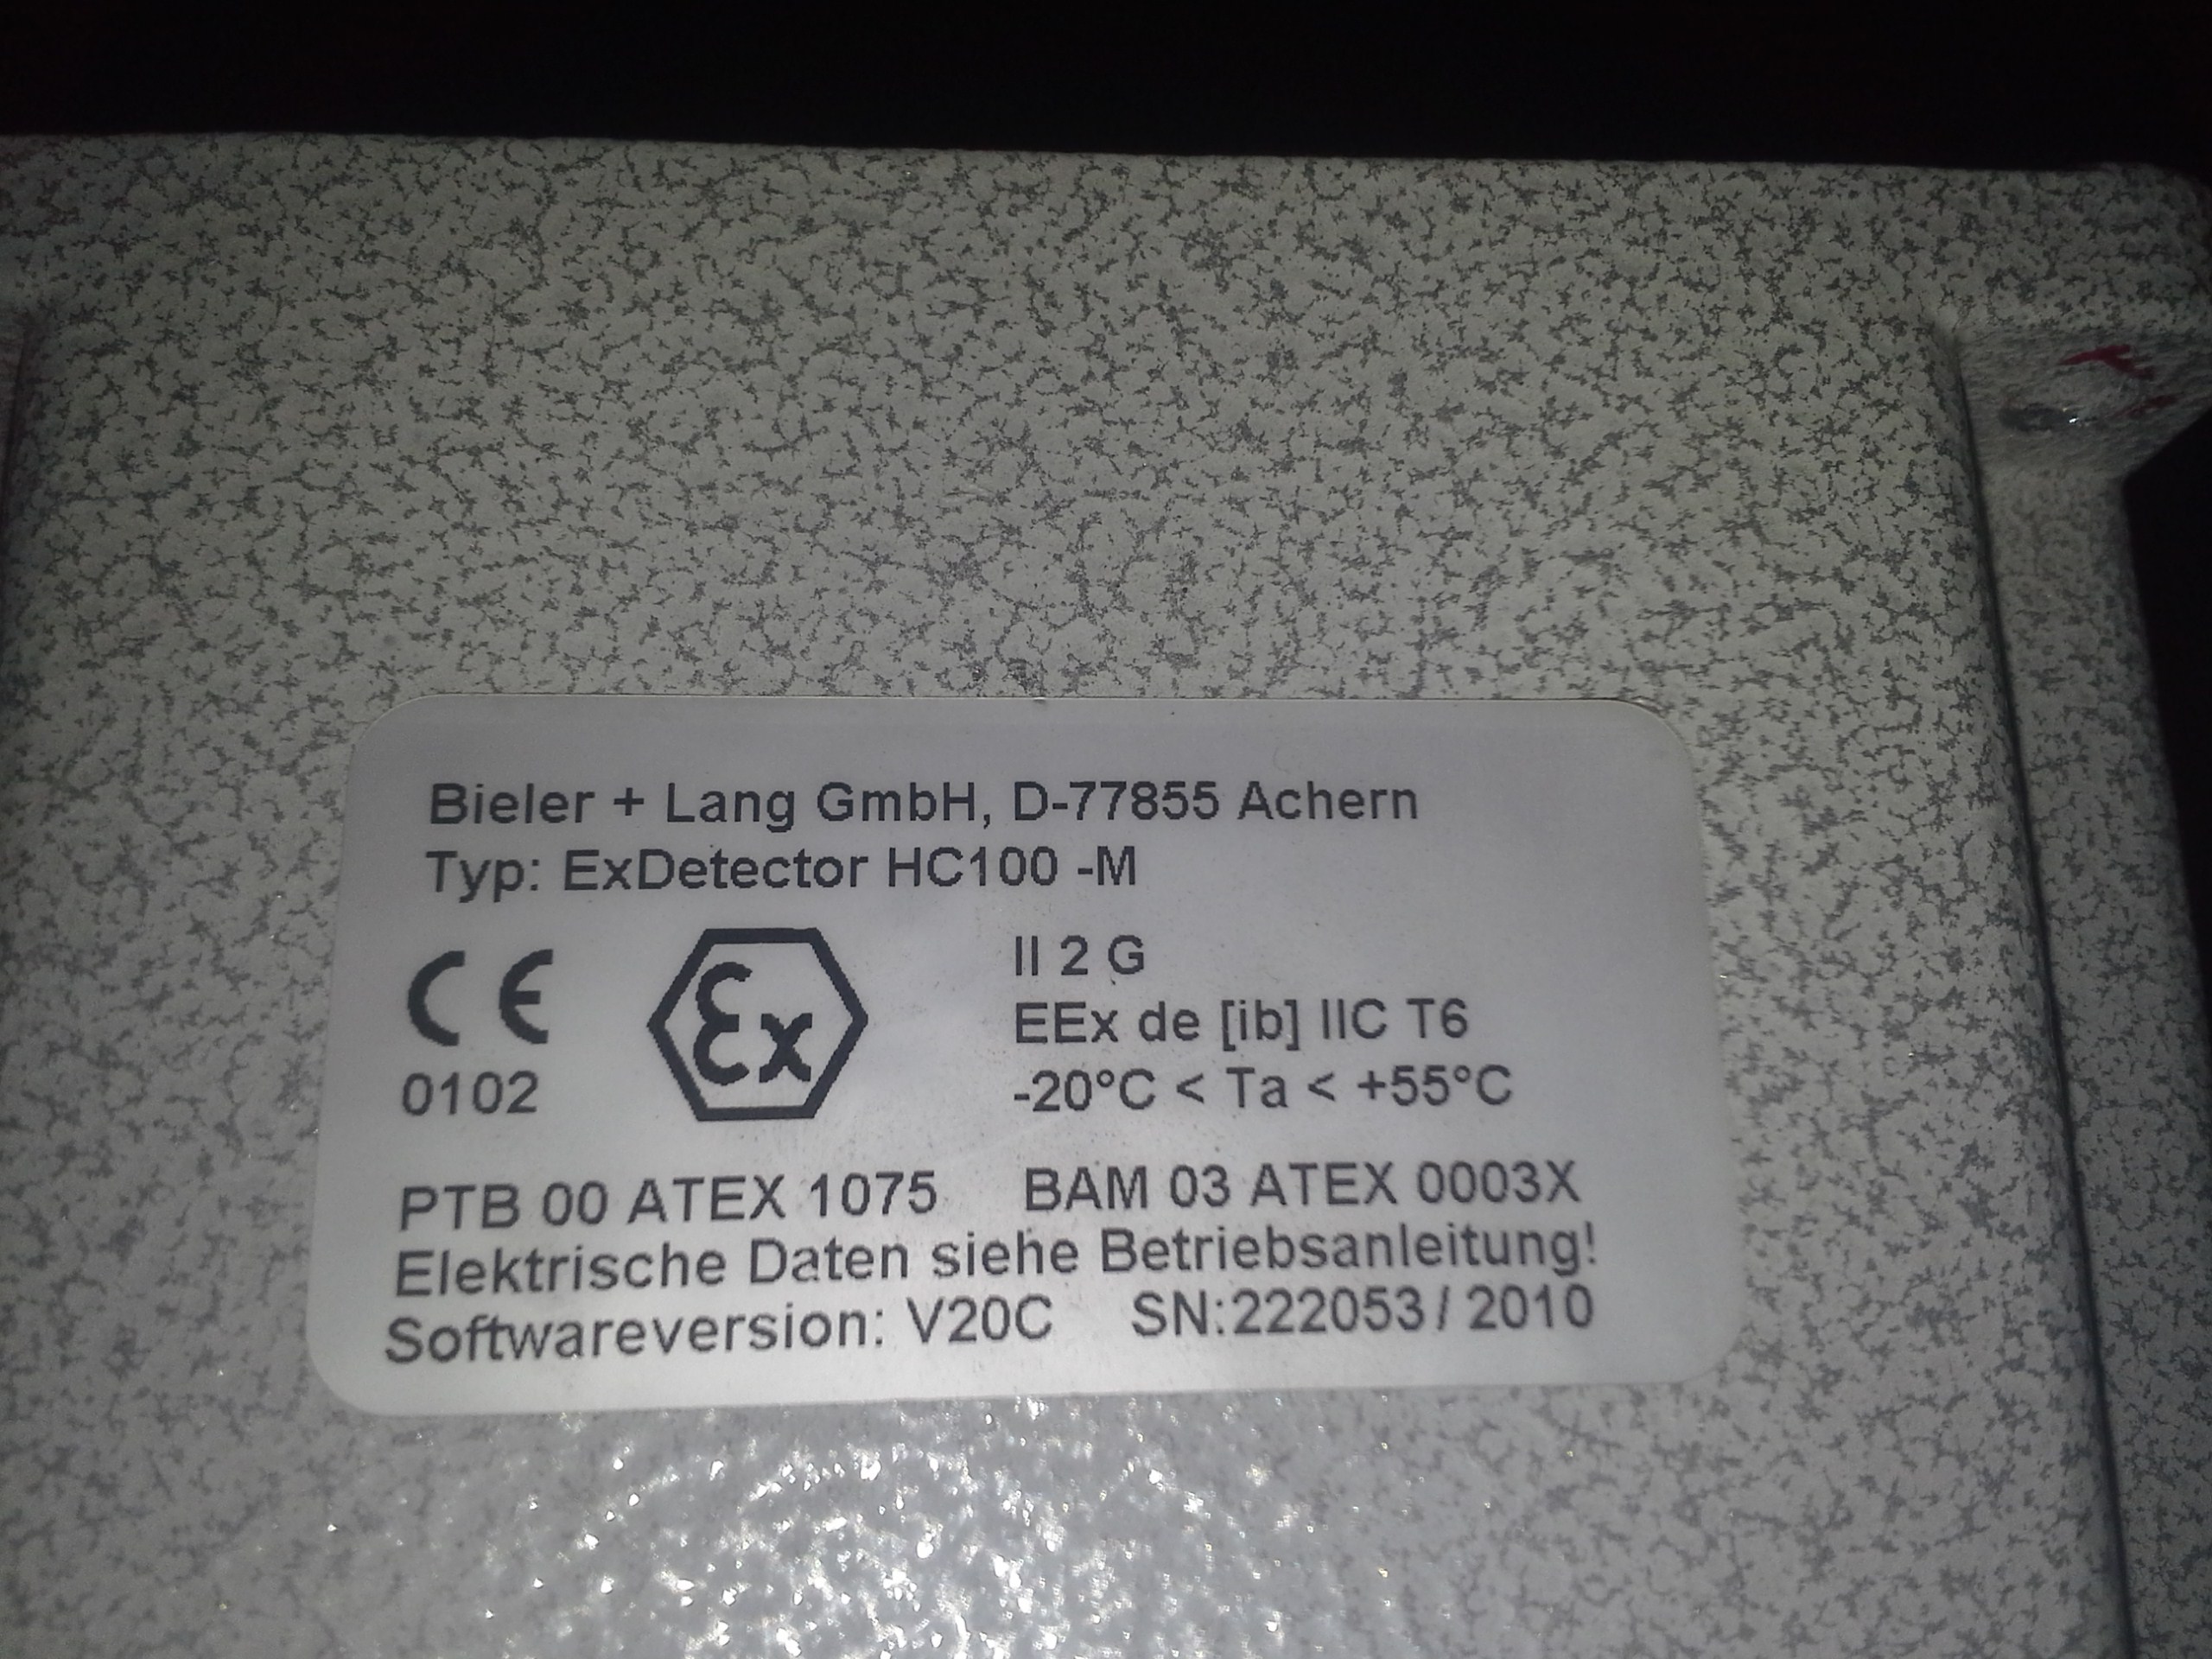 Bieler + Lang GmbH, D-77855 Achern
Typ: ExDetector HC100 -M
CE
0102
Ex
II 2 G
EEx de [ib] IIC T6
-20°C < Ta < +55°C
PTB 00 ATEX 1075 BAM 03 ATEX 0003X
Elektrische Daten siehe Betriebsanleitung!
Softwareversion: V20C SN:222053/2010